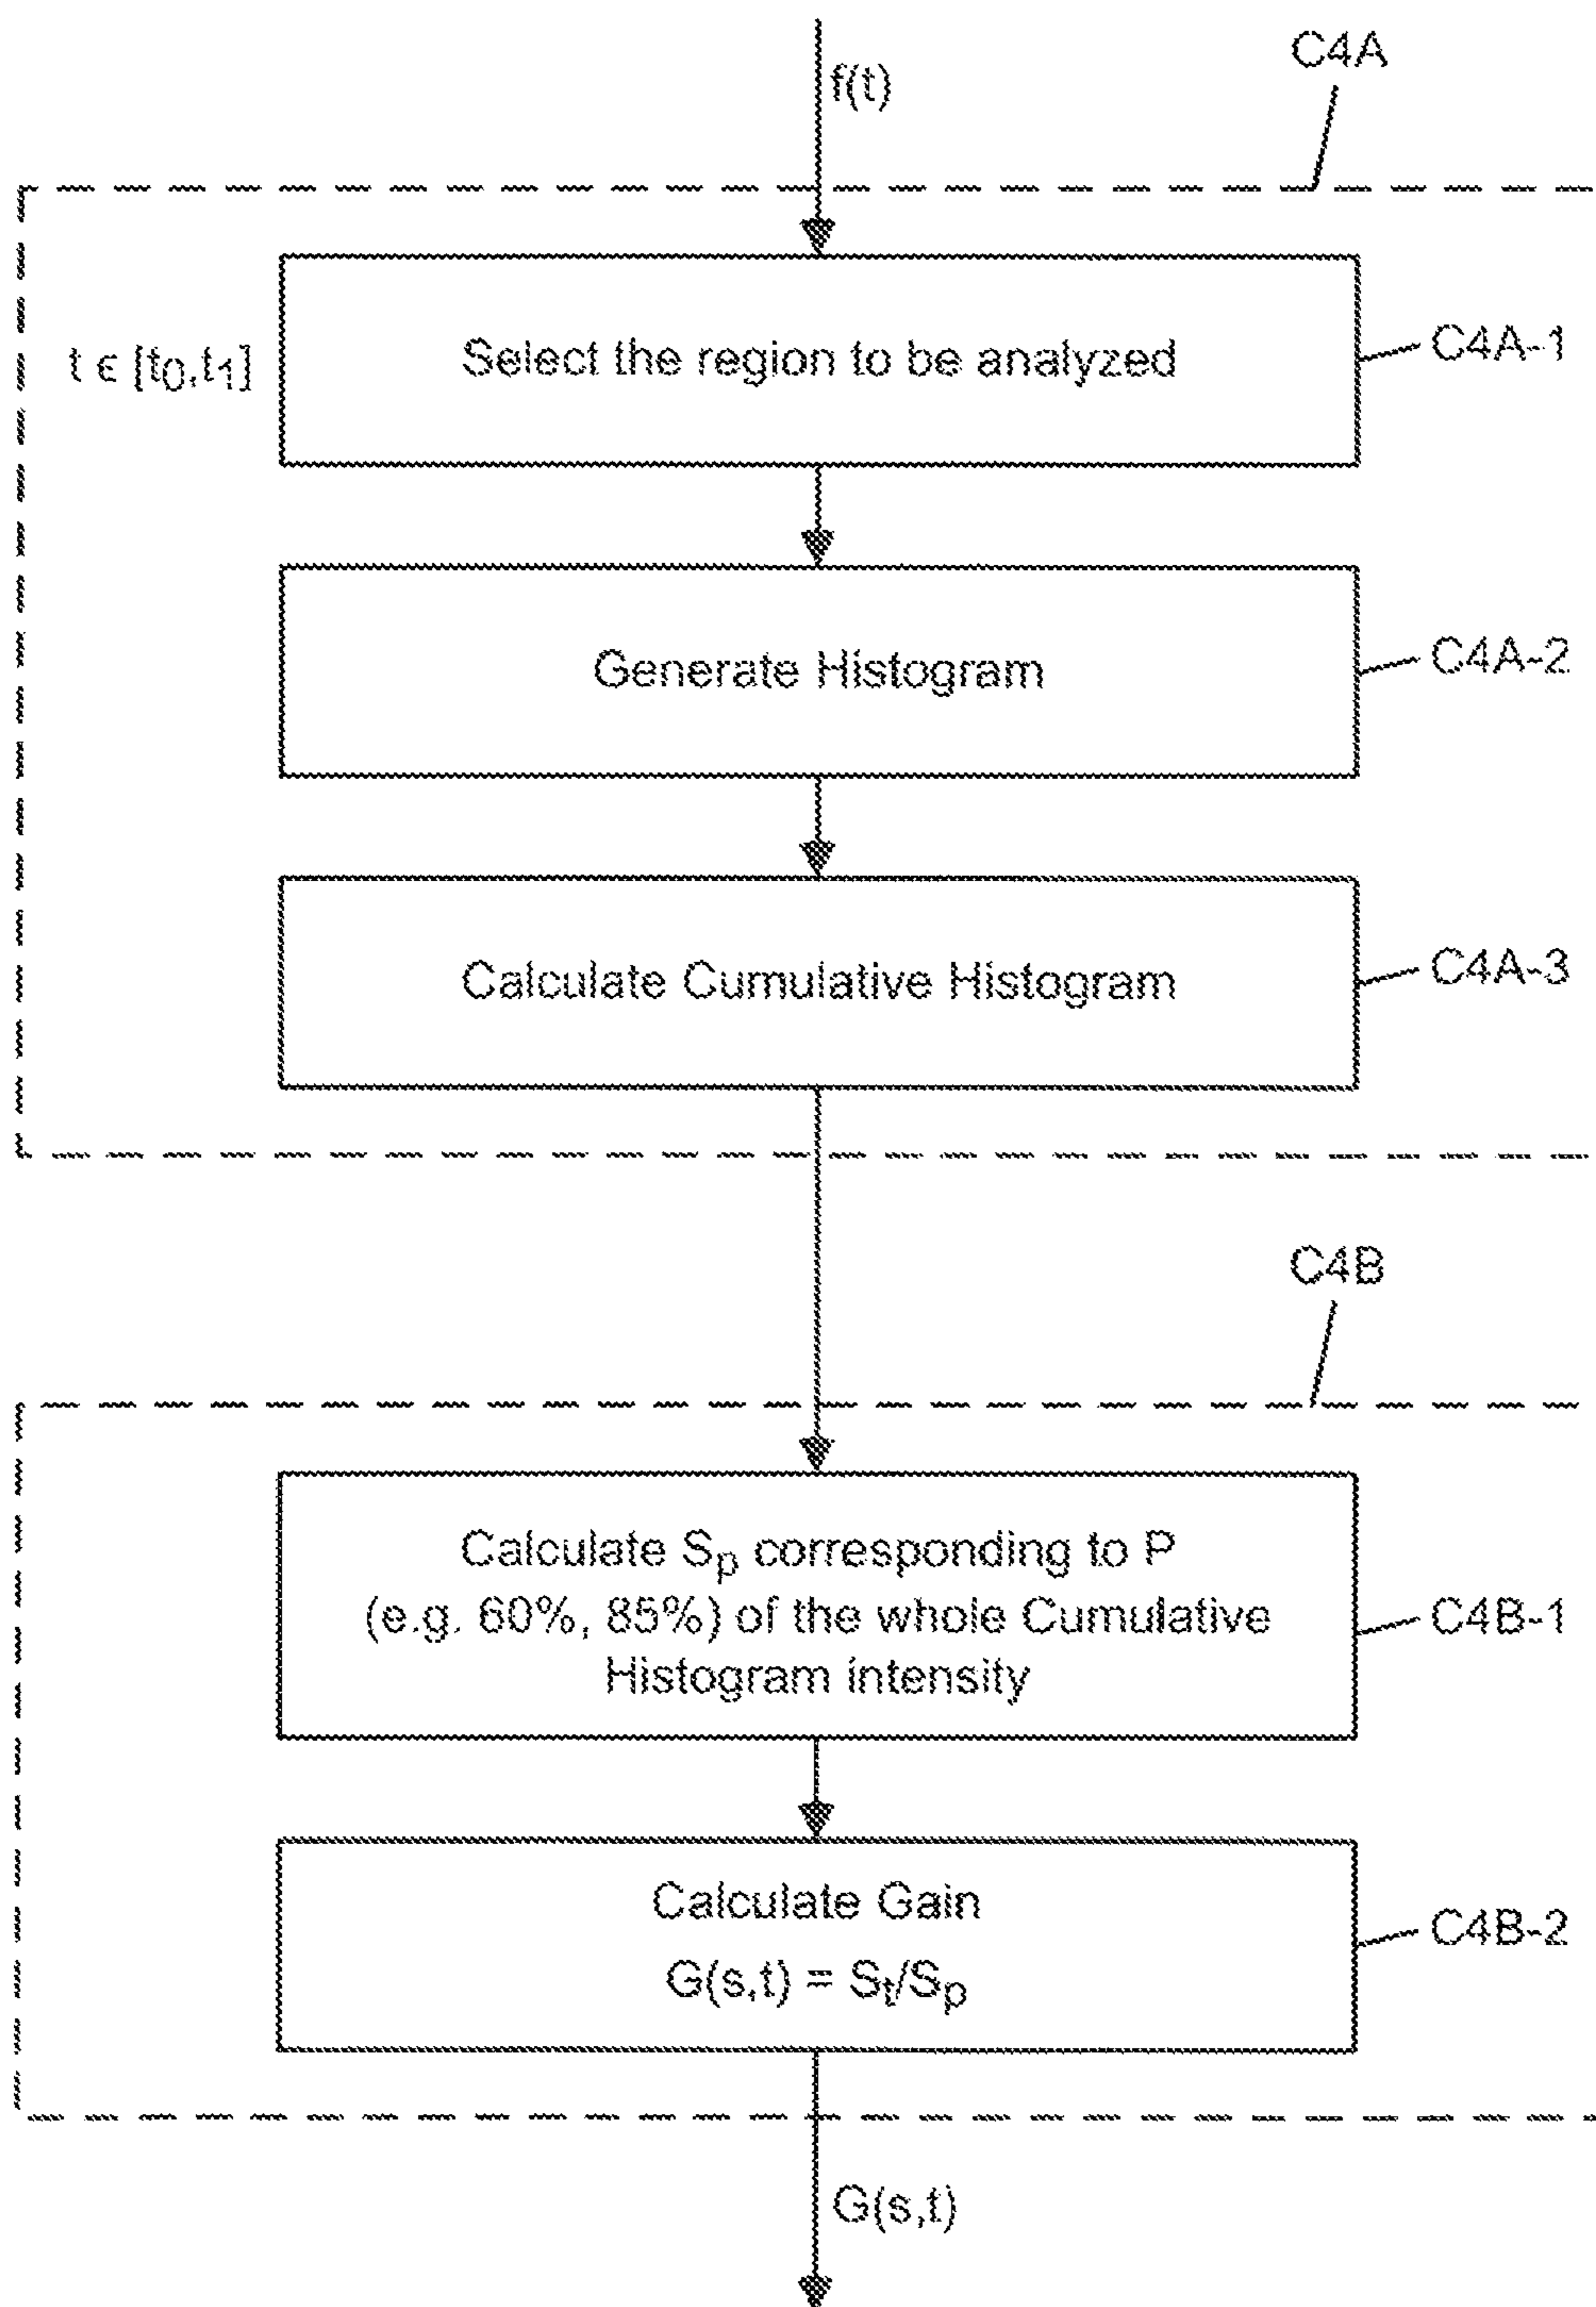 f(t)
C4A
t ϵ [t0,t1]
Select the region to be analyzed
C4A-1
Generate Histogram
C4A-2
Calculate Cumulative Histogram
C4A-3
C4B
Calculate Sp corresponding to P
(e.g. 60%, 85%) of the whole Cumulative
Histogram intensity
C4B-1
Calculate Gain
G(s,t) = St/Sp
C4B-2
G(s,t)